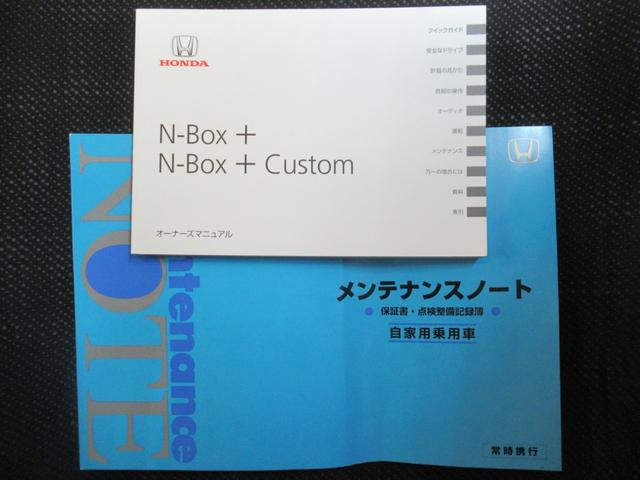 HONDA
N-Box +
N-Box + Custom
オーナーズマニュアル
クイックガイド
安全なドライブ
計器の見かた
各部の操作
オーディオ
運転
メンテナンス
万一の場合には
資料
索引
Maintenance
NOTE
メンテナンスノート
保証書・点検整備記録簿
自家用乗用車
常時携行